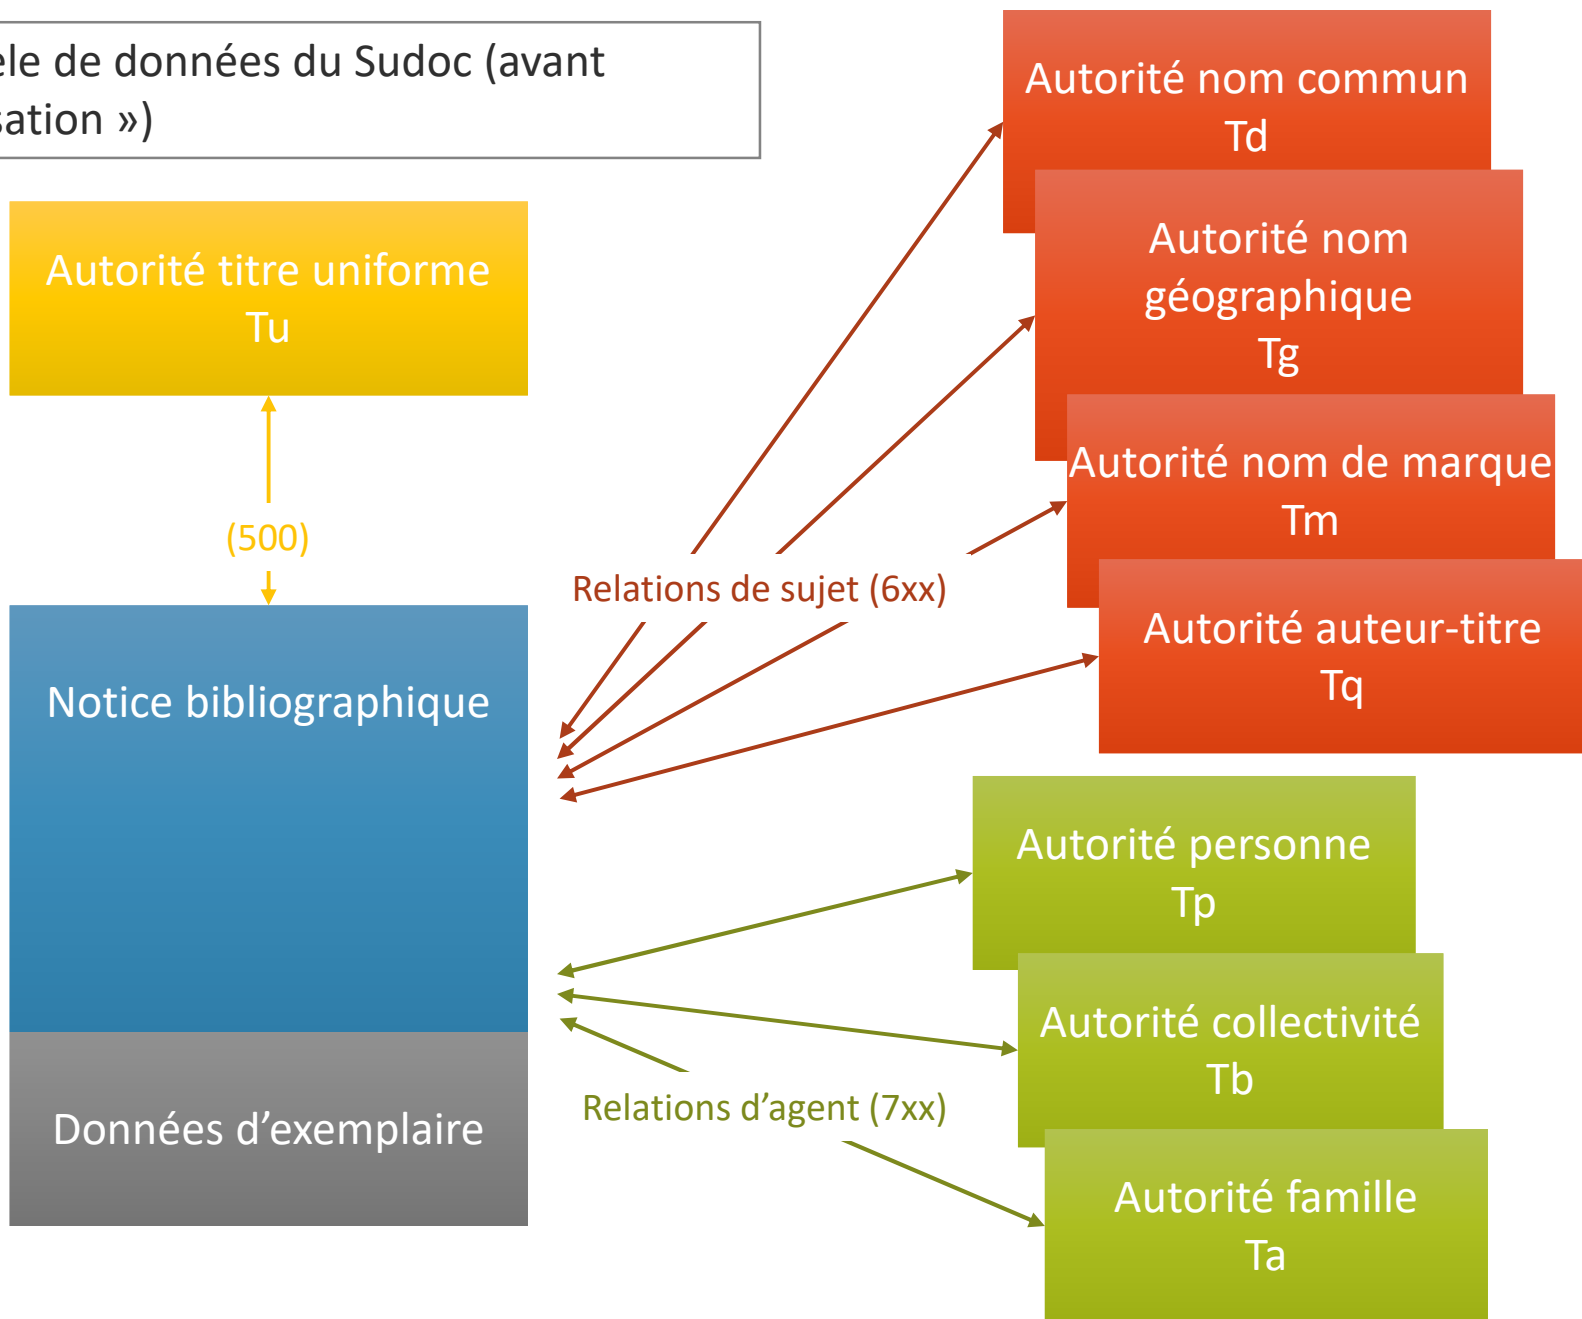 èle de données du Sudoc (avant
sation »)
Autorité titre uniforme
Tu
(500)
Notice bibliographique
Données d’exemplaire
Relations de sujet (6xx)
Autorité nom commun
Td
Autorité nom
géographique
Tg
Autorité nom de marque
Tm
Autorité auteur-titre
Tq
Relations d’agent (7xx)
Autorité personne
Tp
Autorité collectivité
Tb
Autorité famille
Ta